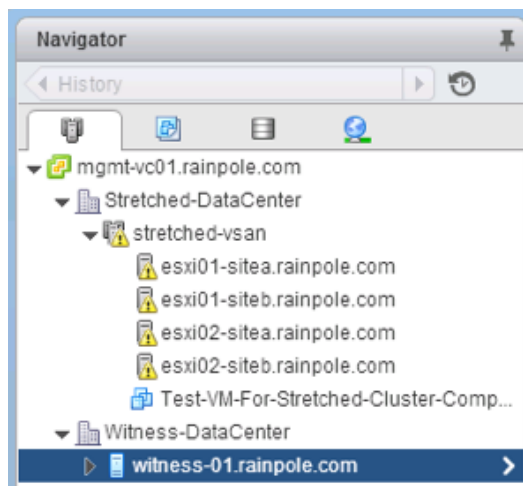 Navigator
History
mgmt-vc01.rainpole.com
Stretched-DataCenter
stretched-vsan
esxi01-sitea.rainpole.com
esxi01-siteb.rainpole.com
esxi02-sitea.rainpole.com
esxi02-siteb.rainpole.com
Test-VM-For-Stretched-Cluster-Comp...
Witness-DataCenter
witness-01.rainpole.com